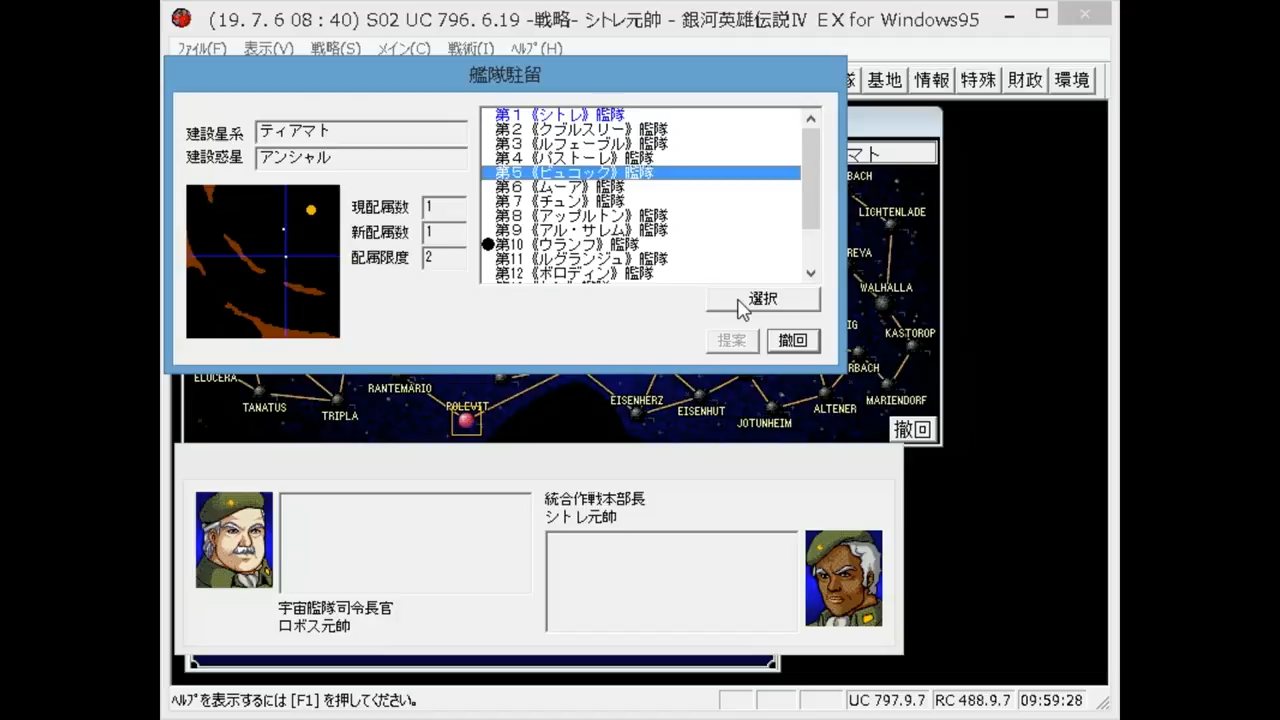 (19. 7. 6 08 : 40) S02 UC 796. 6.19 -戦略- シトレ元帥 - 銀河英雄伝説Ⅳ EX for Windows95
ﾌｧｲﾙ(F) 表示(V) 戦略(S) ﾒｲﾝ(C) 戦術(I) ﾍﾙﾌﾟ(H)
艦隊駐留
基地 情報 特殊 財政 環境
建設星系 ティアマト
建設惑星 アンシャル
現配属数 1
新配属数 1
配属限度 2
第1 《シトレ》艦隊
第2 《クブルスリー》艦隊
第3 《ルフェーブル》艦隊
第4 《パストーレ》艦隊
第5 《ビュコック》艦隊
第6 《ムーア》艦隊
第7 《チュン》艦隊
第8 《アップルトン》艦隊
第9 《アル・サレム》艦隊
●第10 《ウランフ》艦隊
第11 《ルグランジュ》艦隊
第12 《ボロディン》艦隊
選択
提案 撤回
マト
BACH
LICHTENLADE
REYA
WALHALLA
IG
KASTOROP
RBACH
MARIENDORF
ELUCERA
TANATUS
TRIPLA
RANTEMARIO
POLEVIT
EISENHERZ
EISENHUT
JOTUNHEIM
ALTENER
撤回
統合作戦本部長
シトレ元帥
宇宙艦隊司令長官
ロボス元帥
ﾍﾙﾌﾟを表示するには [F1] を押してください。
UC 797.9.7 RC 488.9.7 09:59:28